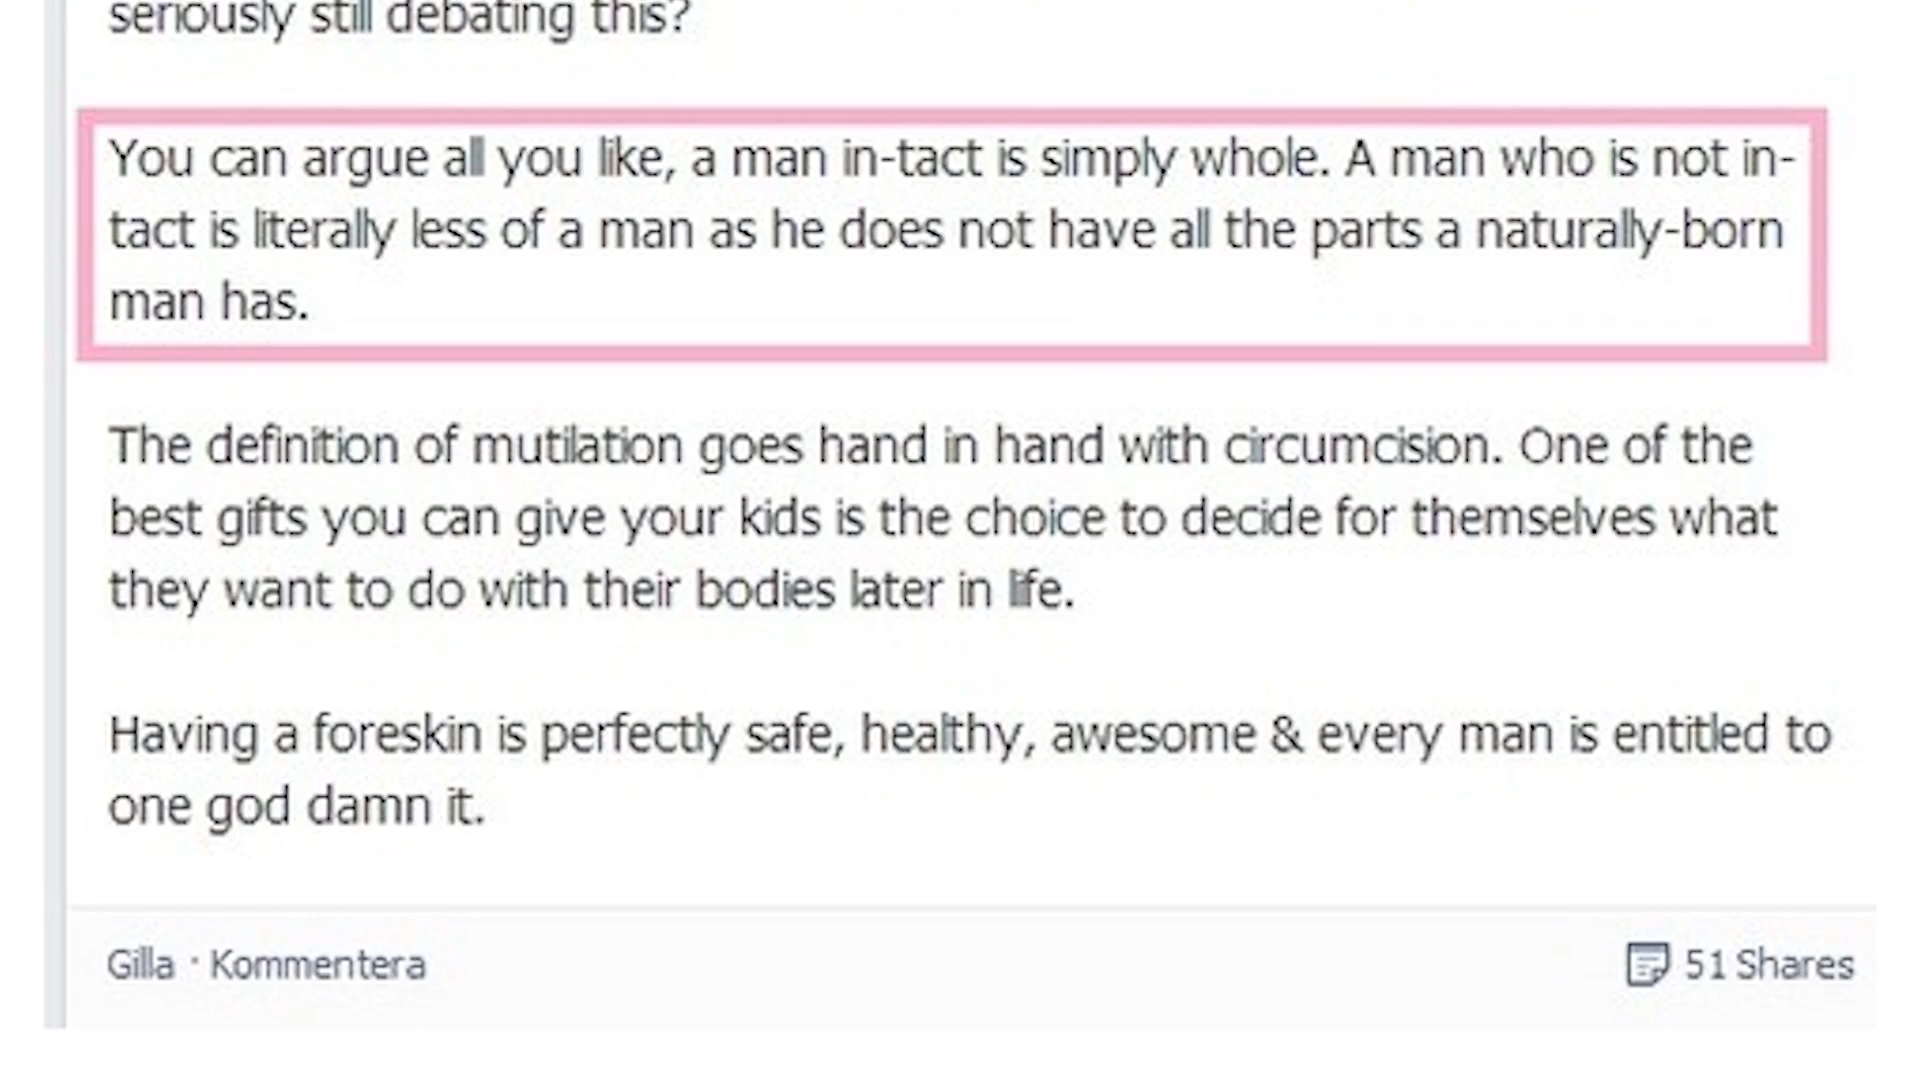 seriously still debating this?
You can argue all you like, a man in-tact is simply whole. A man who is not in-
tact is literally less of a man as he does not have all the parts a naturally-born
man has.
The definition of mutilation goes hand in hand with circumcision. One of the
best gifts you can give your kids is the choice to decide for themselves what
they want to do with their bodies later in life.
Having a foreskin is perfectly safe, healthy, awesome & every man is entitled to
one god damn it.
Gilla · Kommentera
51 Shares